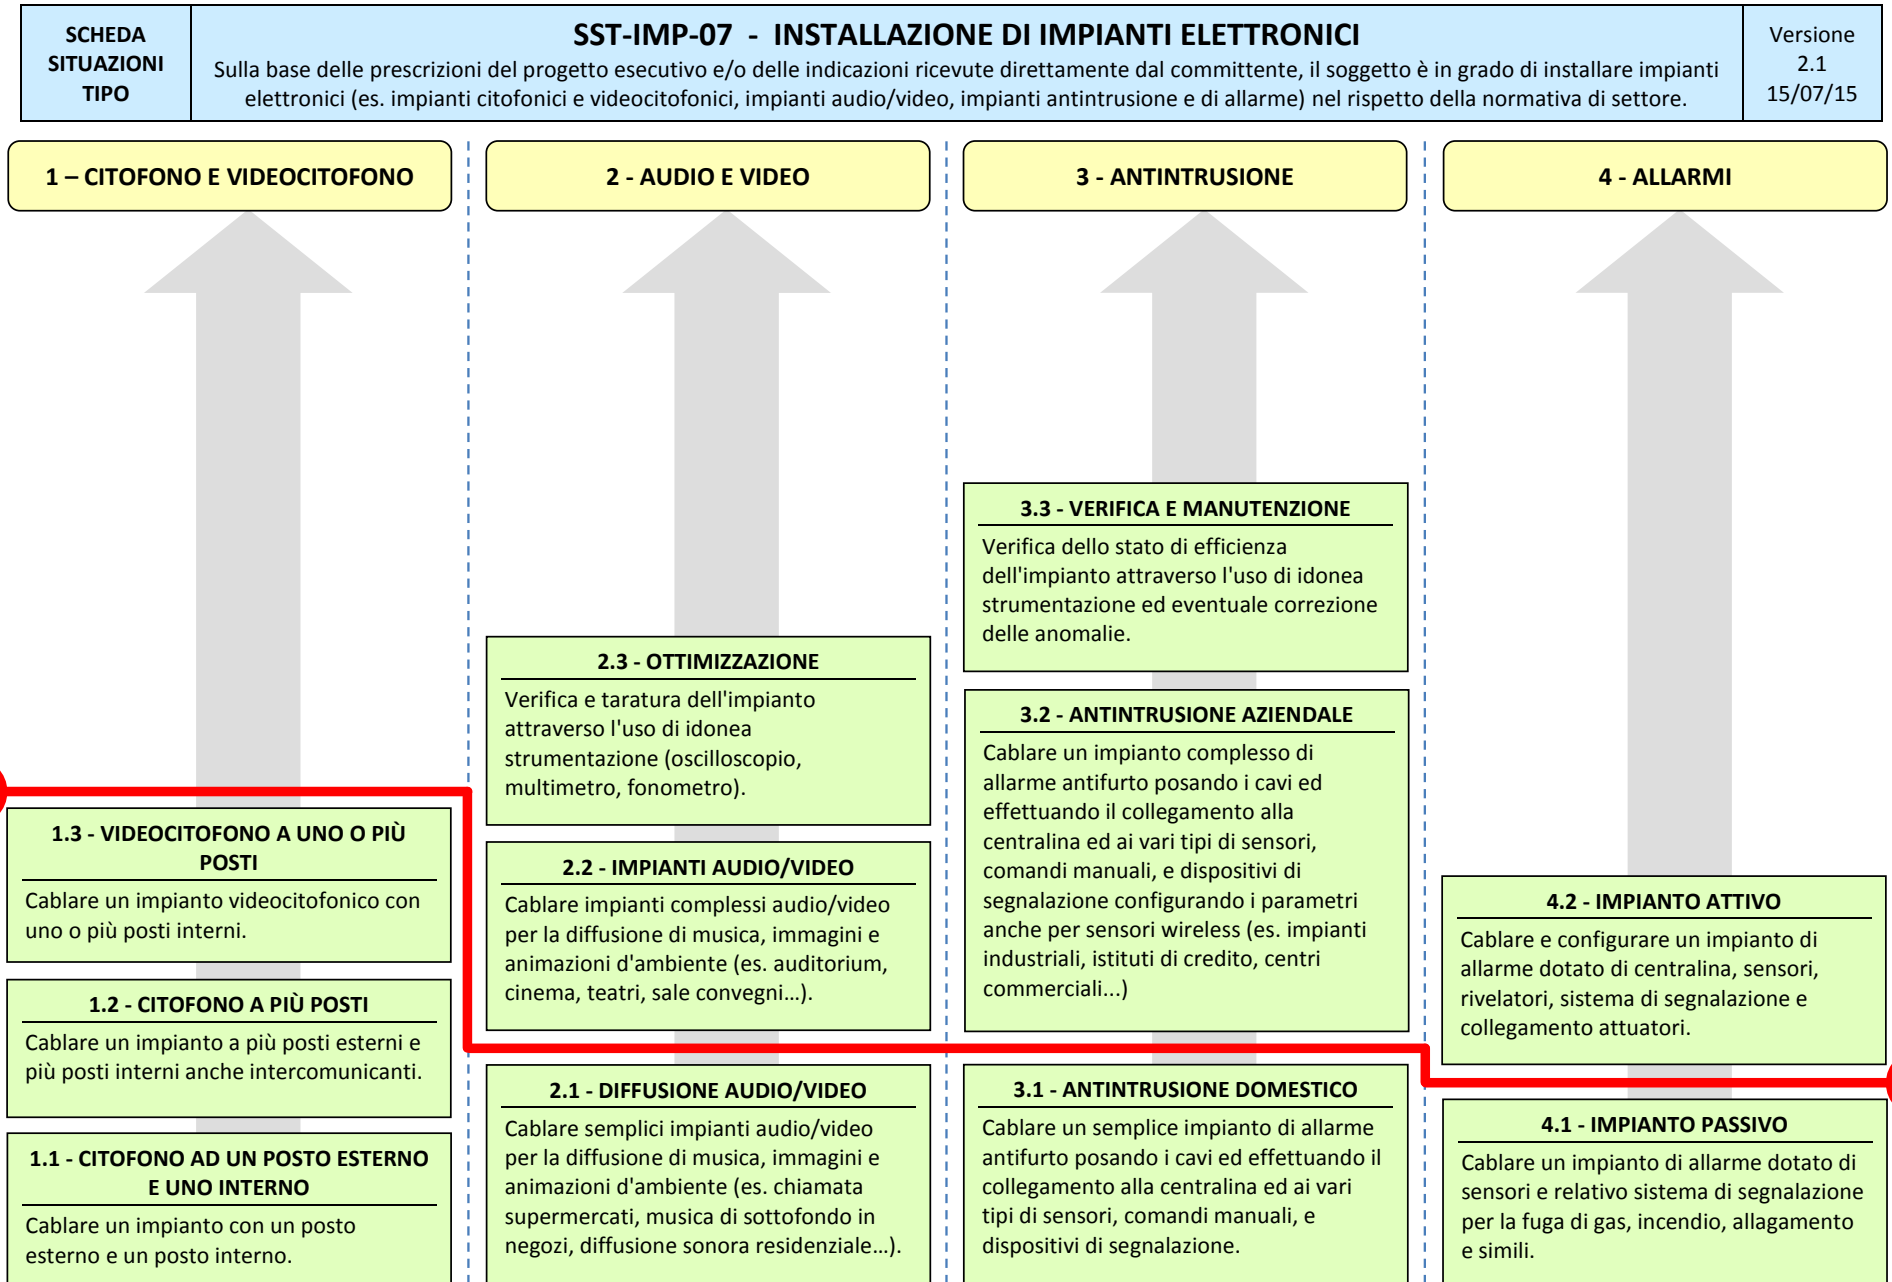 SCHEDA
SITUAZIONI
TIPO
SST-IMP-07 - INSTALLAZIONE DI IMPIANTI ELETTRONICI
Sulla base delle prescrizioni del progetto esecutivo e/o delle indicazioni ricevute direttamente dal committente, il soggetto è in grado di installare impianti
elettronici (es. impianti citofonici e videocitofonici, impianti audio/video, impianti antintrusione e di allarme) nel rispetto della normativa di settore.
Versione
2.1
15/07/15
1 – CITOFONO E VIDEOCITOFONO
1.3 - VIDEOCITOFONO A UNO O PIÙ
POSTI
Cablare un impianto videocitofonico con
uno o più posti interni.
1.2 - CITOFONO A PIÙ POSTI
Cablare un impianto a più posti esterni e
più posti interni anche intercomunicanti.
1.1 - CITOFONO AD UN POSTO ESTERNO
E UNO INTERNO
Cablare un impianto con un posto
esterno e un posto interno.
2 - AUDIO E VIDEO
2.3 - OTTIMIZZAZIONE
Verifica e taratura dell'impianto
attraverso l'uso di idonea
strumentazione (oscilloscopio,
multimetro, fonometro).
2.2 - IMPIANTI AUDIO/VIDEO
Cablare impianti complessi audio/video
per la diffusione di musica, immagini e
animazioni d'ambiente (es. auditorium,
cinema, teatri, sale convegni…).
2.1 - DIFFUSIONE AUDIO/VIDEO
Cablare semplici impianti audio/video
per la diffusione di musica, immagini e
animazioni d'ambiente (es. chiamata
supermercati, musica di sottofondo in
negozi, diffusione sonora residenziale…).
3 - ANTINTRUSIONE
3.3 - VERIFICA E MANUTENZIONE
Verifica dello stato di efficienza
dell'impianto attraverso l'uso di idonea
strumentazione ed eventuale correzione
delle anomalie.
3.2 - ANTINTRUSIONE AZIENDALE
Cablare un impianto complesso di
allarme antifurto posando i cavi ed
effettuando il collegamento alla
centralina ed ai vari tipi di sensori,
comandi manuali, e dispositivi di
segnalazione configurando i parametri
anche per sensori wireless (es. impianti
industriali, istituti di credito, centri
commerciali...)
3.1 - ANTINTRUSIONE DOMESTICO
Cablare un semplice impianto di allarme
antifurto posando i cavi ed effettuando il
collegamento alla centralina ed ai vari
tipi di sensori, comandi manuali, e
dispositivi di segnalazione.
4 - ALLARMI
4.2 - IMPIANTO ATTIVO
Cablare e configurare un impianto di
allarme dotato di centralina, sensori,
rivelatori, sistema di segnalazione e
collegamento attuatori.
4.1 - IMPIANTO PASSIVO
Cablare un impianto di allarme dotato di
sensori e relativo sistema di segnalazione
per la fuga di gas, incendio, allagamento
e simili.